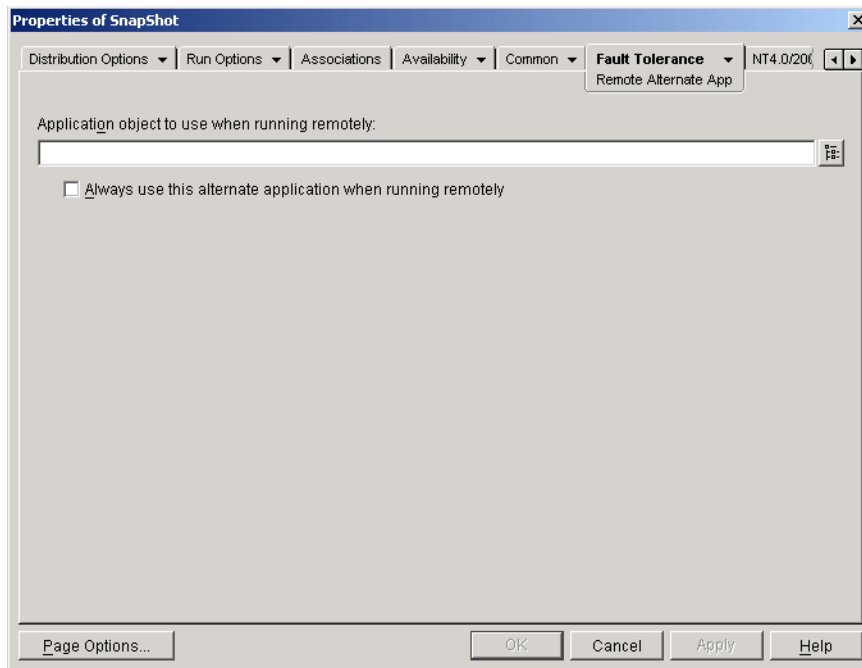 Properties of SnapShot
Distribution Options Run Options Associations Availability Common Fault Tolerance NT4.0/200
Remote Alternate App
Application object to use when running remotely:
Always use this alternate application when running remotely
Page Options... OK Cancel Apply Help